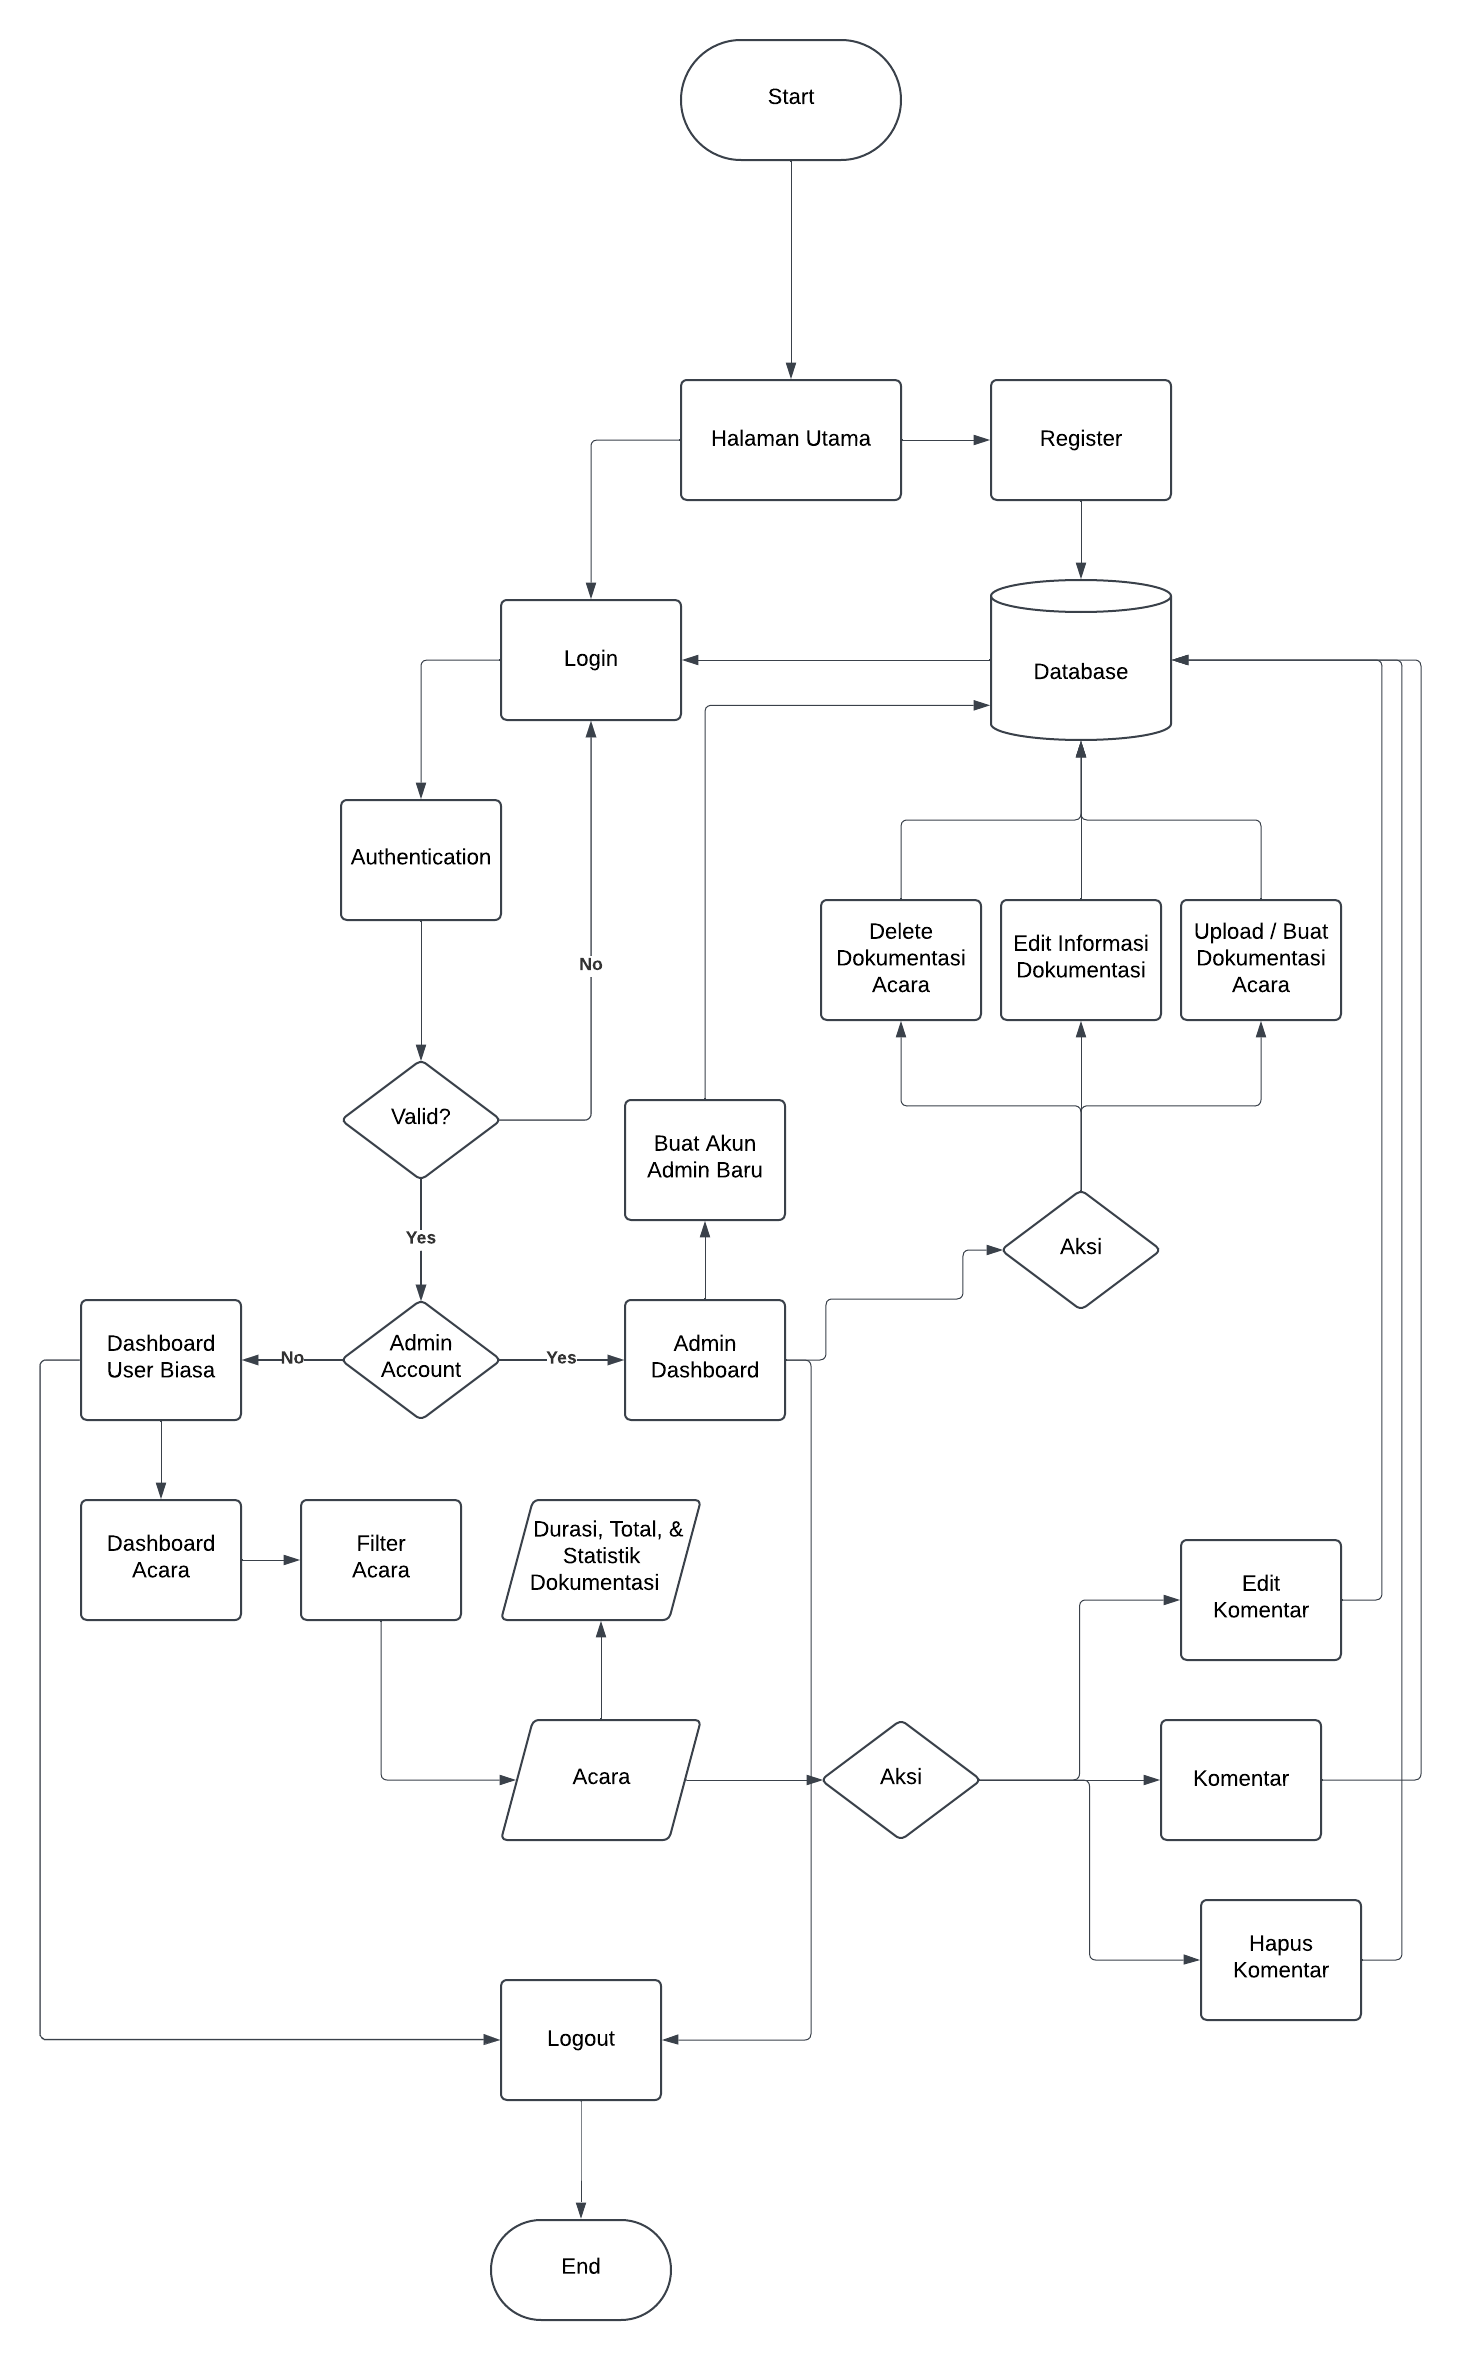 Start
Halaman Utama
Register
Login
Database
Authentication
No
Delete
Dokumentasi
Acara
Edit Informasi
Dokumentasi
Upload / Buat
Dokumentasi
Acara
Valid?
Buat Akun
Admin Baru
Yes
Aksi
Dashboard
User Biasa
No
Admin
Account
Yes
Admin
Dashboard
Dashboard
Acara
Filter
Acara
Durasi, Total, &
Statistik
Dokumentasi
Edit
Komentar
Acara
Aksi
Komentar
Hapus
Komentar
Logout
End